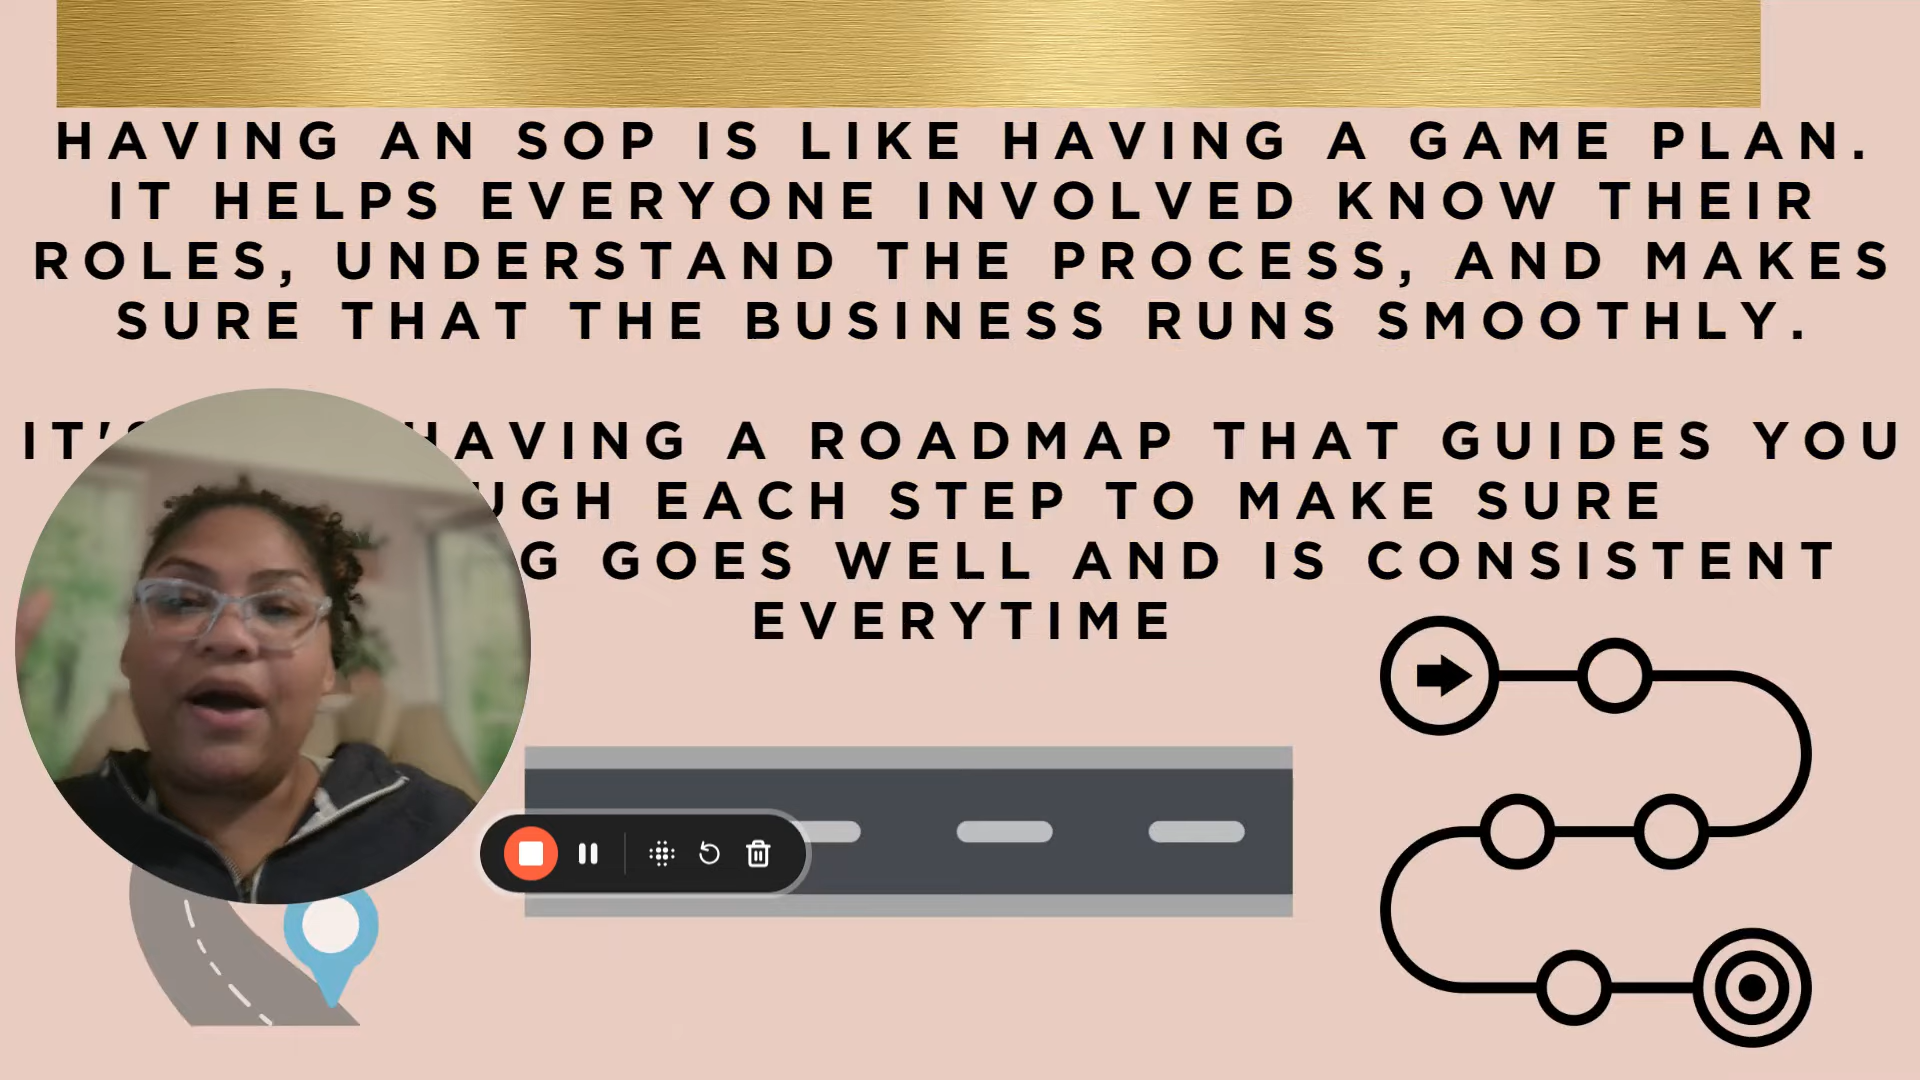 HAVING AN SOP IS LIKE HAVING A GAME PLAN.
IT HELPS EVERYONE INVOLVED KNOW THEIR
ROLES, UNDERSTAND THE PROCESS, AND MAKES
SURE THAT THE BUSINESS RUNS SMOOTHLY.
IT'S HAVING A ROADMAP THAT GUIDES YOU
EACH STEP TO MAKE SURE
GOES WELL AND IS CONSISTENT
EVERYTIME